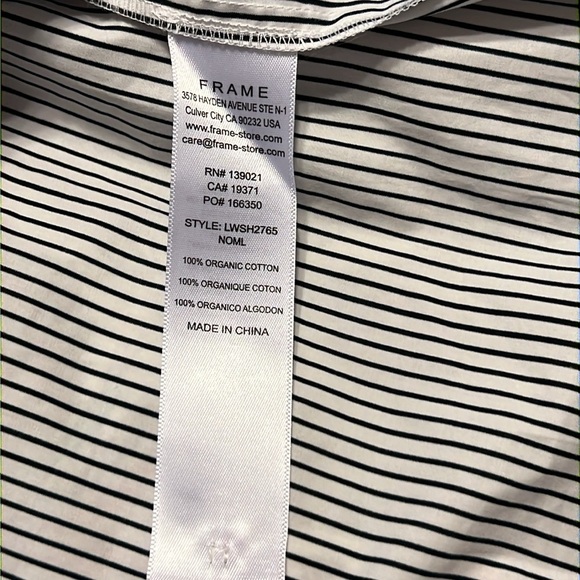 FRAME
3578 HAYDEN AVENUE STE N-1
Culver City CA 90232 USA
www.frame-store.com
care@frame-store.com
RN# 139021
CA# 19371
PO# 166350
STYLE: LWSH2765
NOML
100% ORGANIC COTTON
100% ORGANIQUE COTON
100% ORGANICO ALGODON
MADE IN CHINA